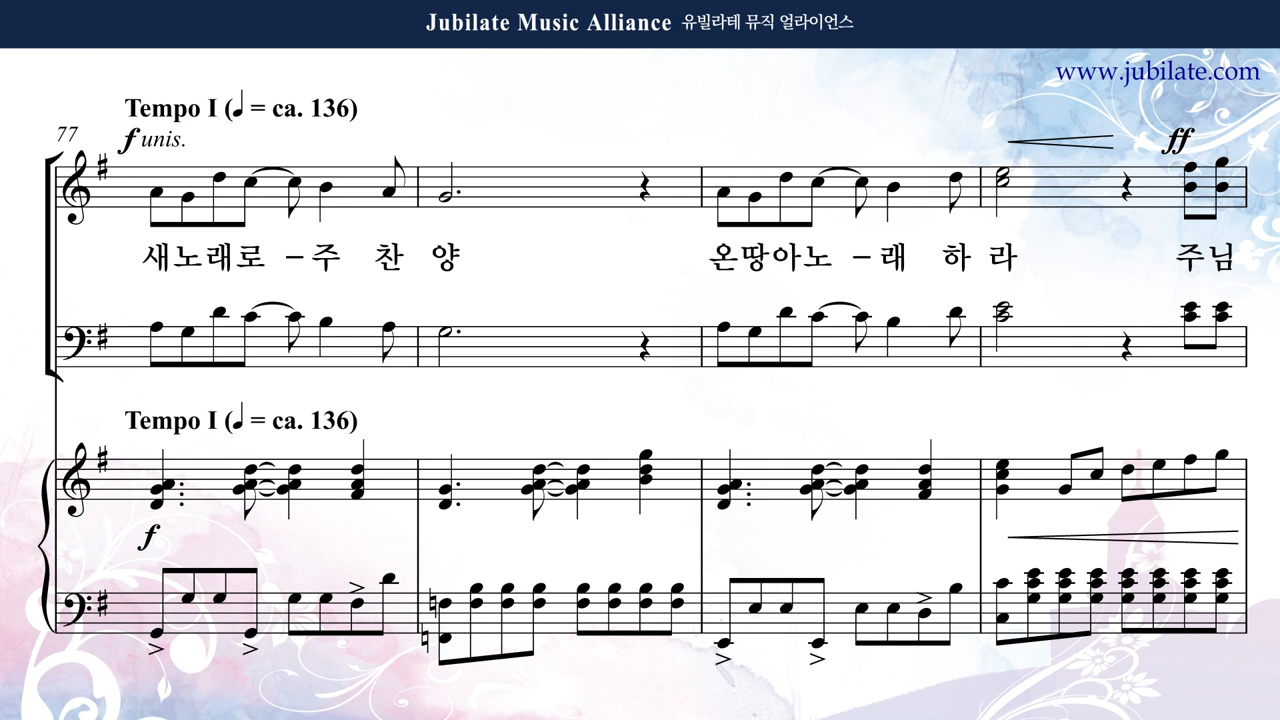 Jubilate Music Alliance 유빌라테 뮤직 얼라이언스
www.jubilate.com
Tempo I (♩ = ca. 136)
77
f unis.
ff
새노래로 – 주 찬 양 온땅아노 – 래 하 라 주님
Tempo I (♩ = ca. 136)
f